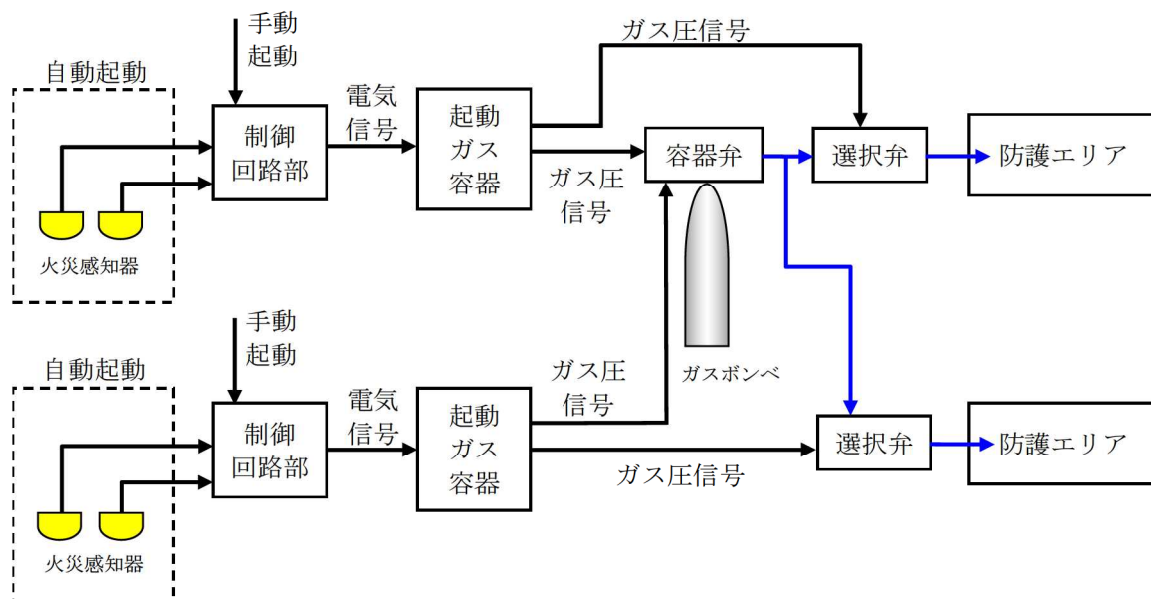 手動
起動
ガス圧信号
自動起動
電気
信号
制御
回路部
起動
ガス
容器
容器弁
選択弁
防護エリア
ガス圧
信号
火災感知器
手動
起動
自動起動
ガス圧
信号
ガスボンベ
電気
信号
制御
回路部
起動
ガス
容器
選択弁
防護エリア
ガス圧信号
火災感知器